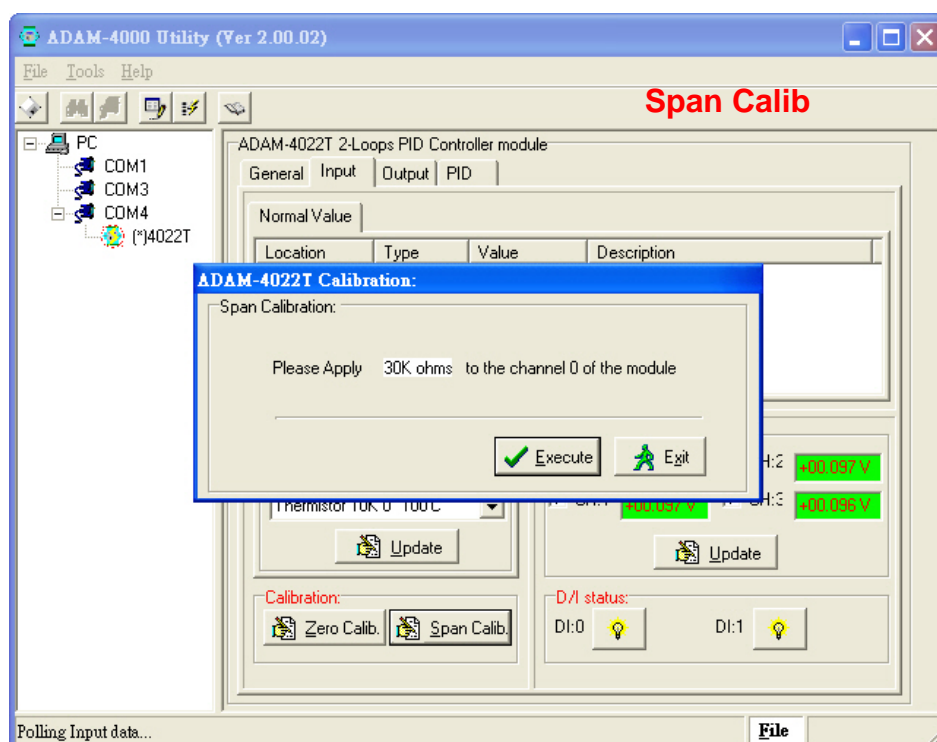 ADAM-4000 Utility (Ver 2.00.02)
File Tools Help
Span Calib
PC
COM1
COM3
COM4
(*)4022T
ADAM-4022T 2-Loops PID Controller module
General Input Output PID
Normal Value
Location Type Value Description
ADAM-4022T Calibration:
Span Calibration:
Please Apply 30K ohms to the channel 0 of the module
Execute Exit
+00.097 V
Thermistor 10K 0 100C
+00.097 V
+00.096 V
Update
Update
Calibration:
Zero Calib. Span Calib.
D/I status:
DI:0 DI:1
Polling Input data...
File